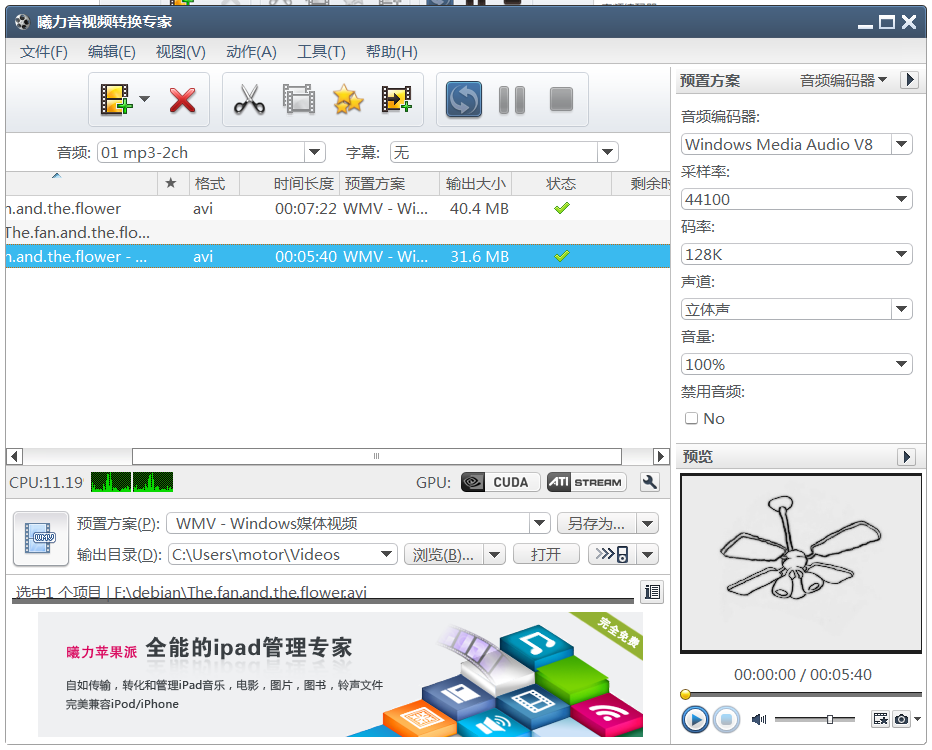 曦力音视频转换专家
文件(F) 编辑(E) 视图(V) 动作(A) 工具(T) 帮助(H)
音频: 01 mp3-2ch 字幕: 无
★ 格式 时间长度 预置方案 输出大小 状态 剩余时
n.and.the.flower avi 00:07:22 WMV - Wi... 40.4 MB
The.fan.and.the.flo...
n.and.the.flower - ... avi 00:05:40 WMV - Wi... 31.6 MB
CPU:11.19 GPU: CUDA ATI STREAM
预置方案(P): WMV - Windows媒体视频 另存为...
WMV
输出目录(D): C:\Users\motor\Videos 浏览(B)... 打开
选中1 个项目 | F:\debian\The.fan.and.the.flower.avi
曦力苹果派 全能的ipad管理专家
完全免费
自如传输，转化和管理iPad音乐，电影，图片，图书，铃声文件
完美兼容iPod/iPhone
预置方案 音频编码器
音频编码器:
Windows Media Audio V8
采样率:
44100
码率:
128K
声道:
立体声
音量:
100%
禁用音频:
No
预览
00:00:00 / 00:05:40